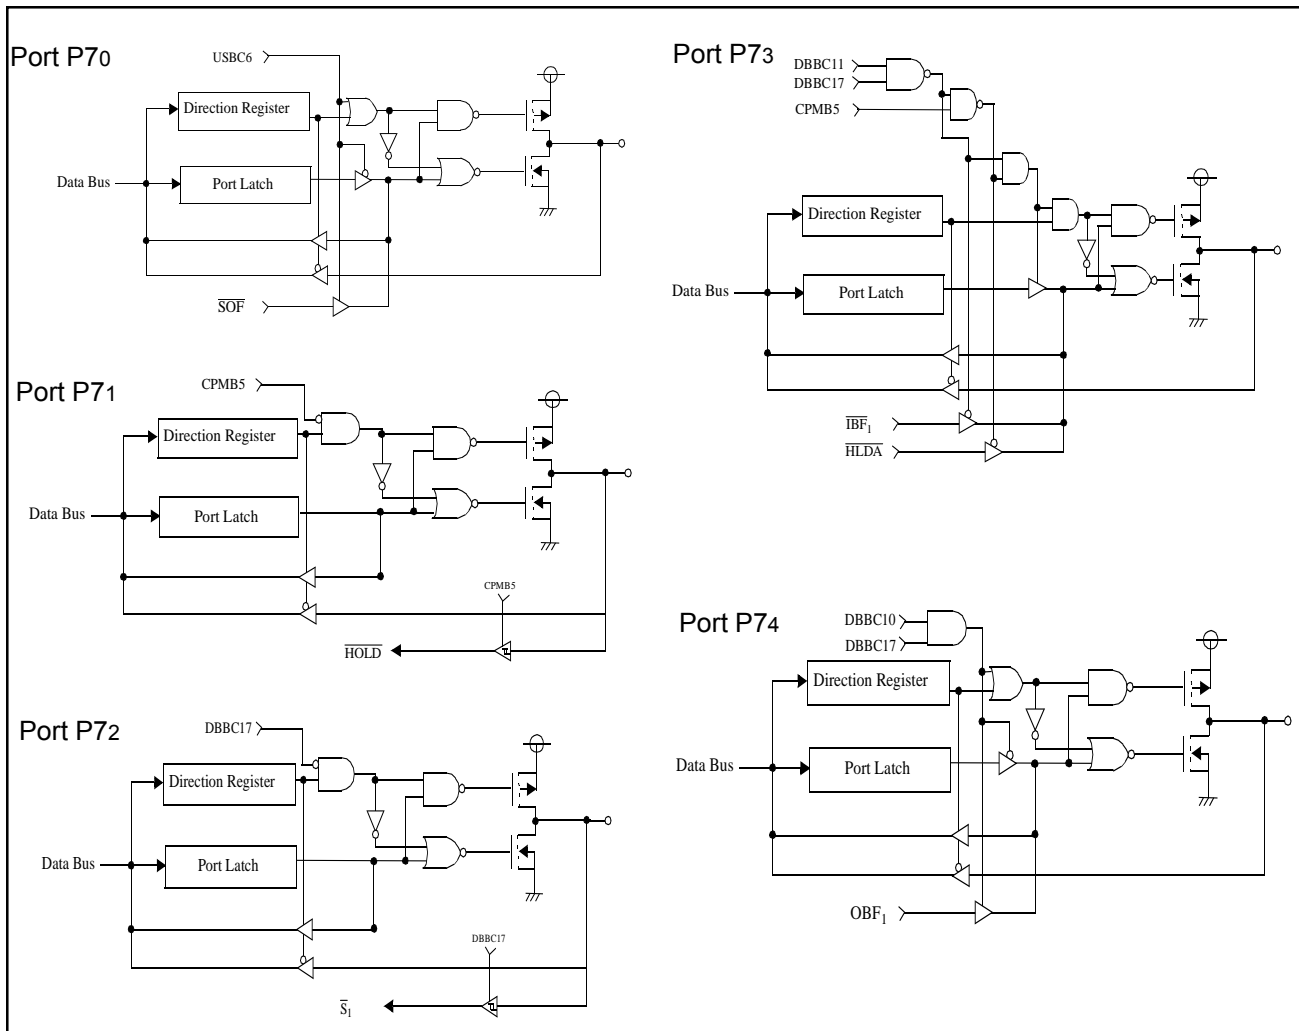 Port P70
USBC6
Direction Register
Data Bus
Port Latch
SOF
Port P71
CPMB5
Direction Register
Data Bus
Port Latch
CPMB5
HOLD
Port P72
DBBC17
Direction Register
Data Bus
Port Latch
DBBC17
S1
Port P73
DBBC11
DBBC17
CPMB5
Direction Register
Data Bus
Port Latch
IBF1
HLDA
Port P74
DBBC10
DBBC17
Direction Register
Data Bus
Port Latch
OBF1